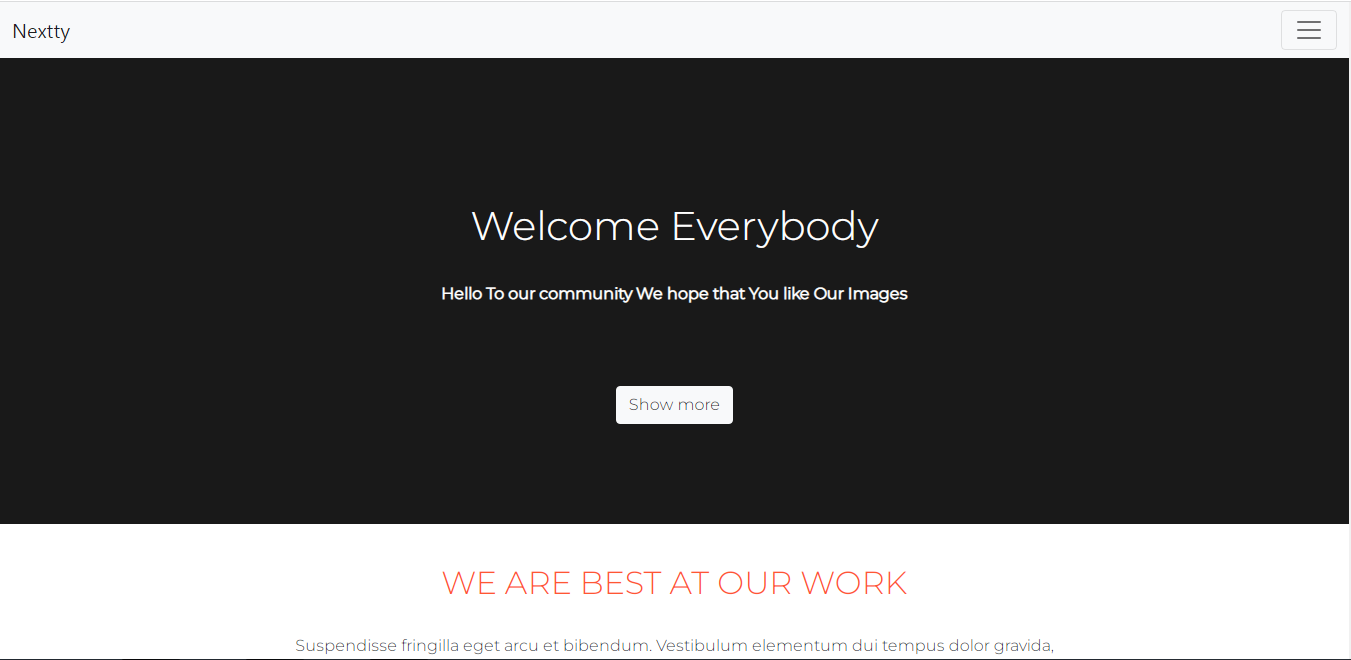 Nextty
Welcome Everybody
Hello To our community We hope that You like Our Images
Show more
WE ARE BEST AT OUR WORK
Suspendisse fringilla eget arcu et bibendum. Vestibulum elementum dui tempus dolor gravida,